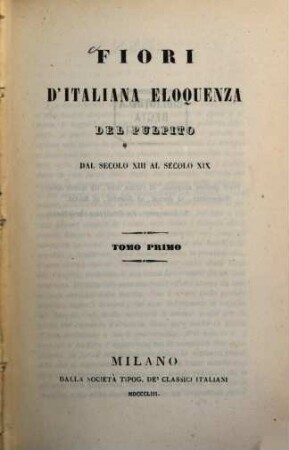 FIORI
D'ITALIANA ELOQUENZA
DEL PULPITO
DAL SECOLO XIII AL SECOLO XIX
TOMO PRIMO
MILANO
DALLA SOCIETÀ TIPOG. DE' CLASSICI ITALIANI
MDCCCLIII.